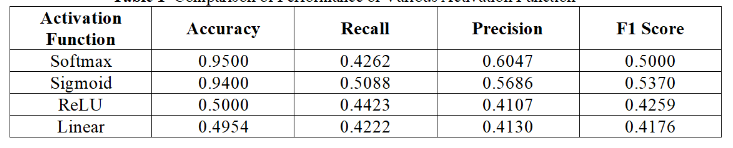 Table 1 Comparison of Performance of Various Activation Function
Activation Function Accuracy Recall Precision F1 Score
Softmax 0.9500 0.4262 0.6047 0.5000
Sigmoid 0.9400 0.5088 0.5686 0.5370
ReLU 0.5000 0.4423 0.4107 0.4259
Linear 0.4954 0.4222 0.4130 0.4176